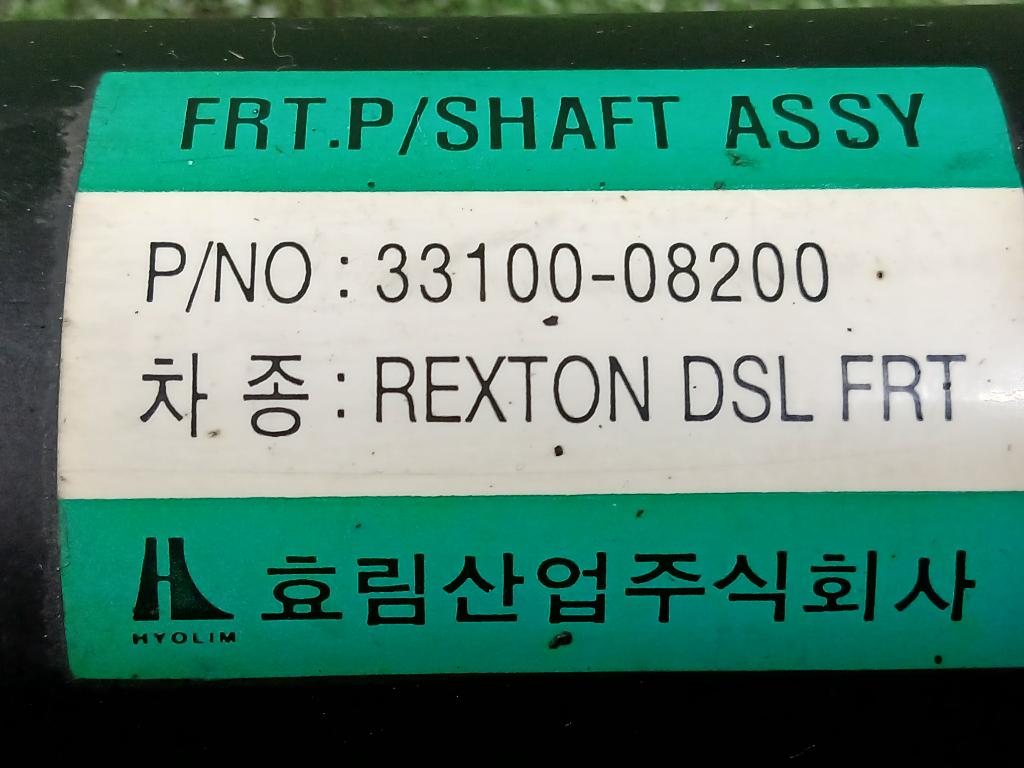 FRT.P/SHAFT ASSY
P/NO : 33100-08200
차 종 : REXTON DSL FRT
효림산업주식회사
HYOLIM